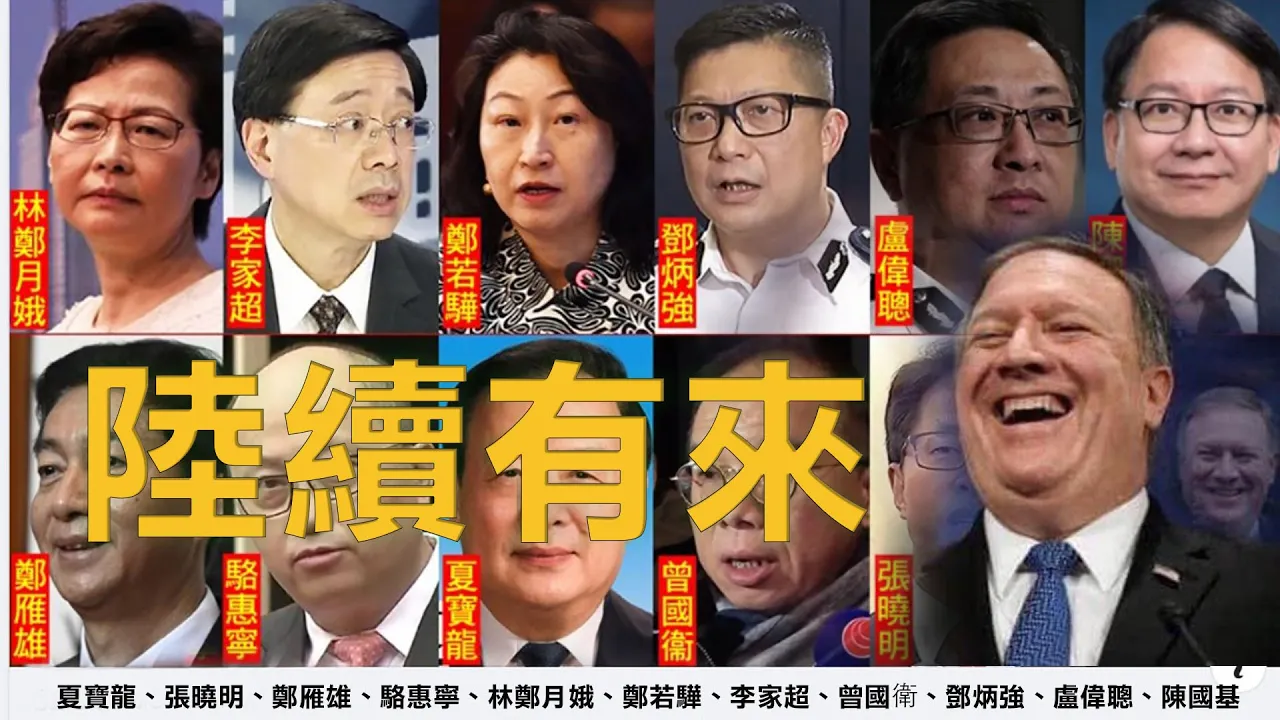 林鄭月娥
李家超
鄭若驊
鄧炳強
盧偉聰
陳
陸續有來
鄭雁雄
駱惠寧
夏寶龍
曾國衞
張曉明
夏寶龍、張曉明、鄭雁雄、駱惠寧、林鄭月娥、鄭若驊、李家超、曾國衛、鄧炳強、盧偉聰、陳國基